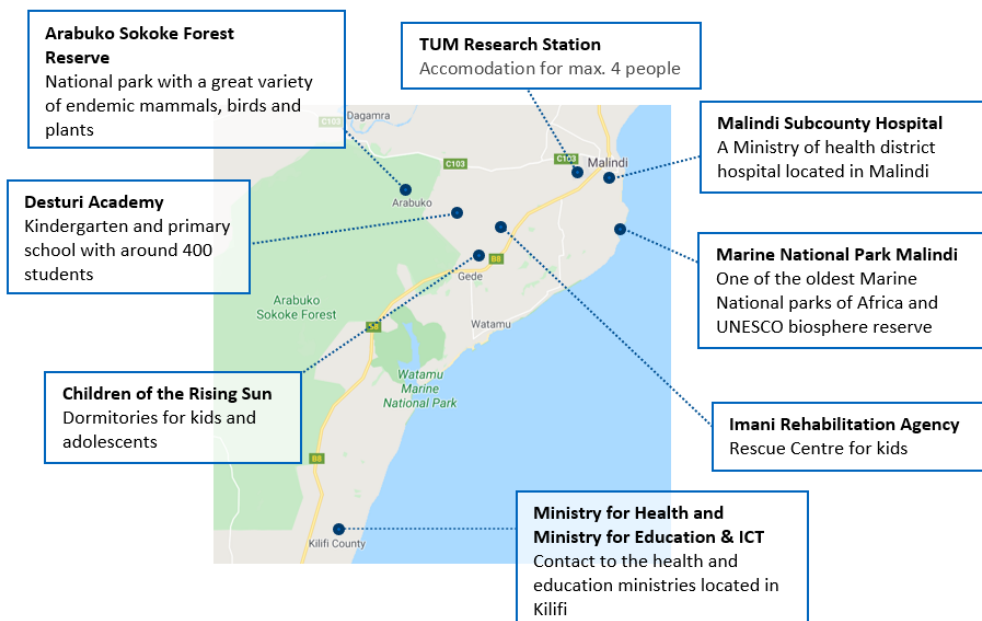 Arabuko Sokoke Forest
Reserve
National park with a great variety
of endemic mammals, birds and
plants
TUM Research Station
Accomodation for max. 4 people
Malindi Subcounty Hospital
A Ministry of health district
hospital located in Malindi
Desturi Academy
Kindergarten and primary
school with around 400
students
Marine National Park Malindi
One of the oldest Marine
National parks of Africa and
UNESCO biosphere reserve
Children of the Rising Sun
Dormitories for kids and
adolescents
Imani Rehabilitation Agency
Rescue Centre for kids
Ministry for Health and
Ministry for Education & ICT
Contact to the health and
education ministries located in
Kilifi
Dagamra
C103
C103
C103
Malindi
Arabuko
B8
Gede
Arabuko
Sokoke Forest
Watamu
Watamu
Marine
National Park
B8
Kilifi County